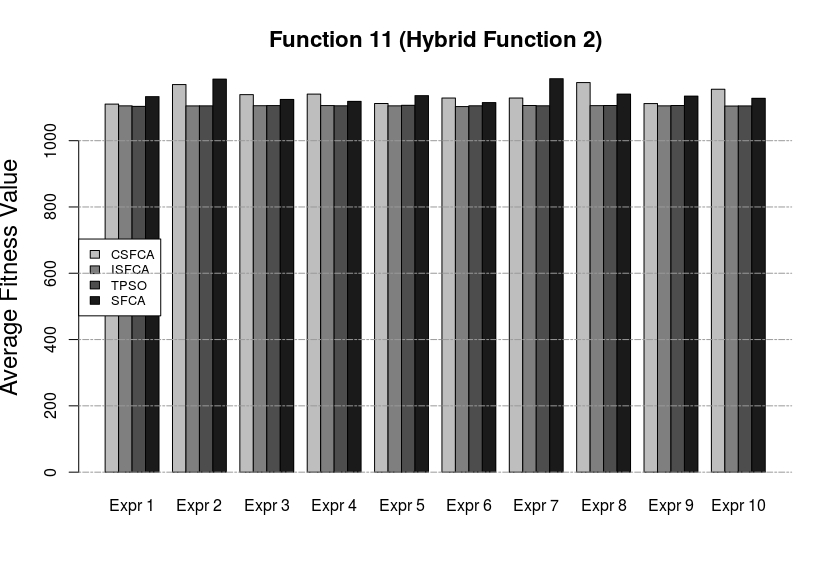 Function 11 (Hybrid Function 2)
Average Fitness Value
1000
800
600
400
200
0
CSFCA
ISFCA
TPSO
SFCA
Expr 1 Expr 2 Expr 3 Expr 4 Expr 5 Expr 6 Expr 7 Expr 8 Expr 9 Expr 10